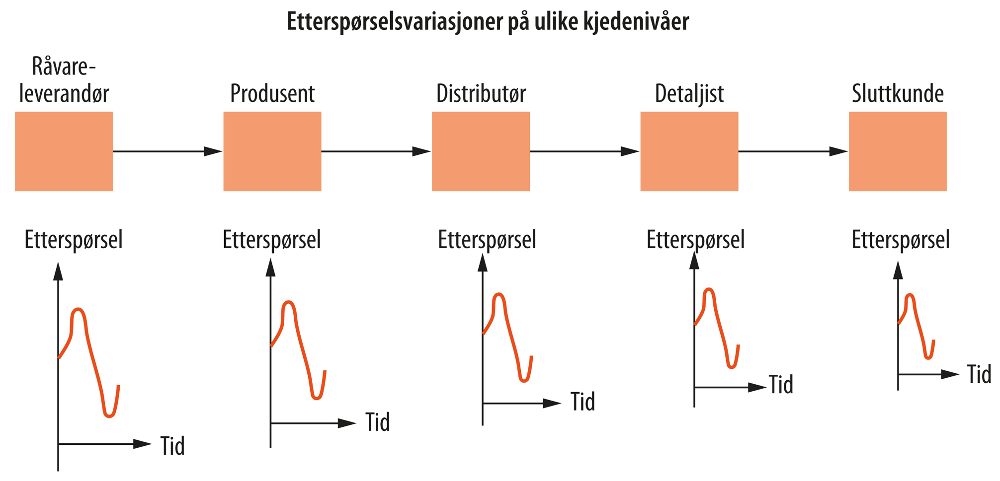 Etterspørselsvariasjoner på ulike kjedenivåer
Råvare-
leverandør
Produsent
Distributør
Detaljist
Sluttkunde
Etterspørsel
Etterspørsel
Etterspørsel
Etterspørsel
Etterspørsel
Tid
Tid
Tid
Tid
Tid